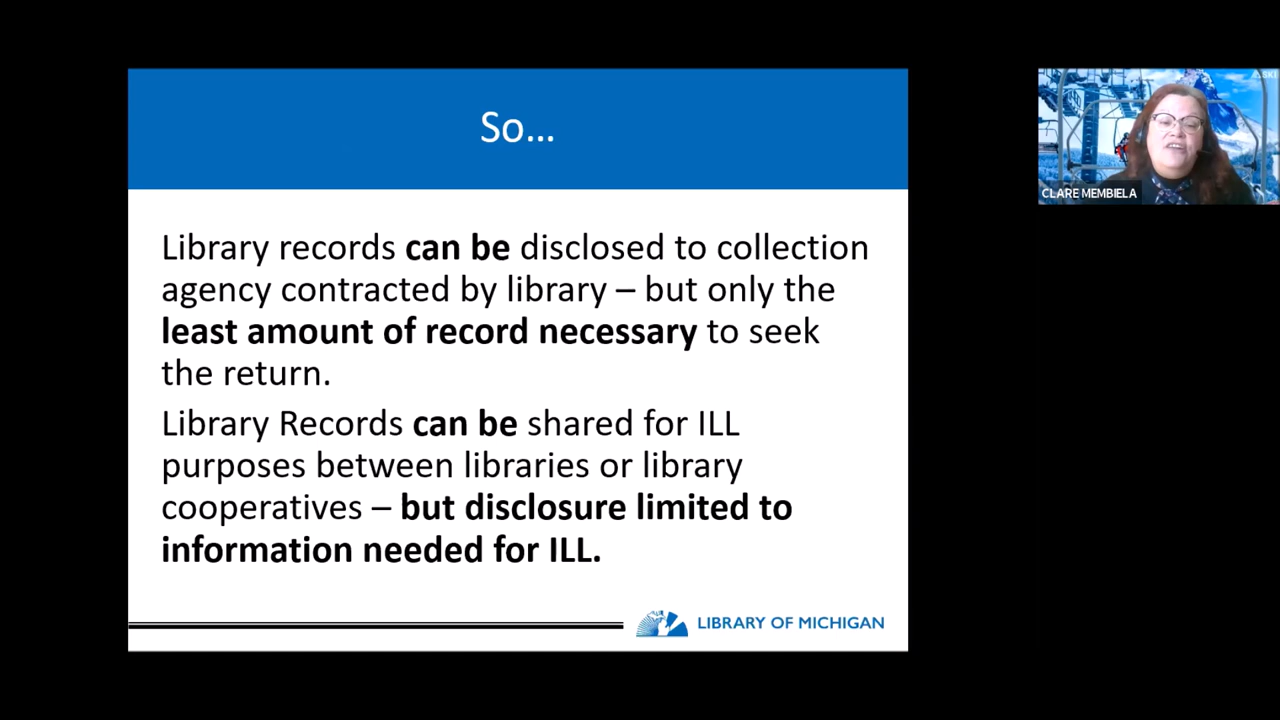 So...
Library records can be disclosed to collection
agency contracted by library – but only the
least amount of record necessary to seek
the return.
Library Records can be shared for ILL
purposes between libraries or library
cooperatives – but disclosure limited to
information needed for ILL.
LIBRARY OF MICHIGAN
CLARE MEMBIELA